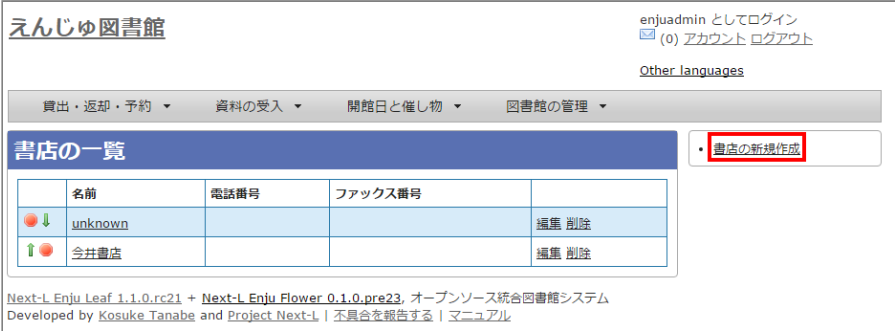 えんじゅ図書館
enjuadmin としてログイン
(0) アカウント ログアウト
Other languages
貸出・返却・予約 ▼ 資料の受入 ▼ 開館日と催し物 ▼ 図書館の管理 ▼
書店の一覧
• 書店の新規作成
名前 電話番号 ファックス番号
unknown 編集 削除
今井書店 編集 削除
Next-L Enju Leaf 1.1.0.rc21 + Next-L Enju Flower 0.1.0.pre23, オープンソース統合図書館システム
Developed by Kosuke Tanabe and Project Next-L | 不具合を報告する | マニュアル